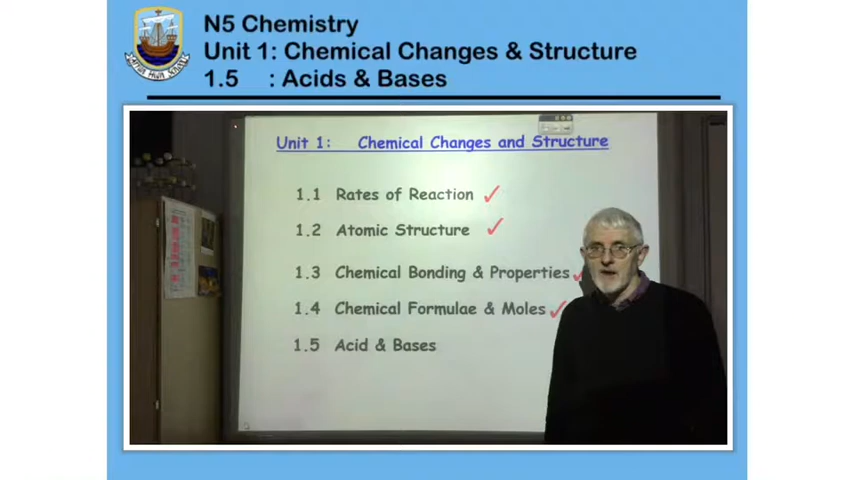 N5 Chemistry
Unit 1: Chemical Changes & Structure
1.5 : Acids & Bases
Unit 1: Chemical Changes and Structure
1.1 Rates of Reaction
1.2 Atomic Structure
1.3 Chemical Bonding & Properties
1.4 Chemical Formulae & Moles
1.5 Acid & Bases